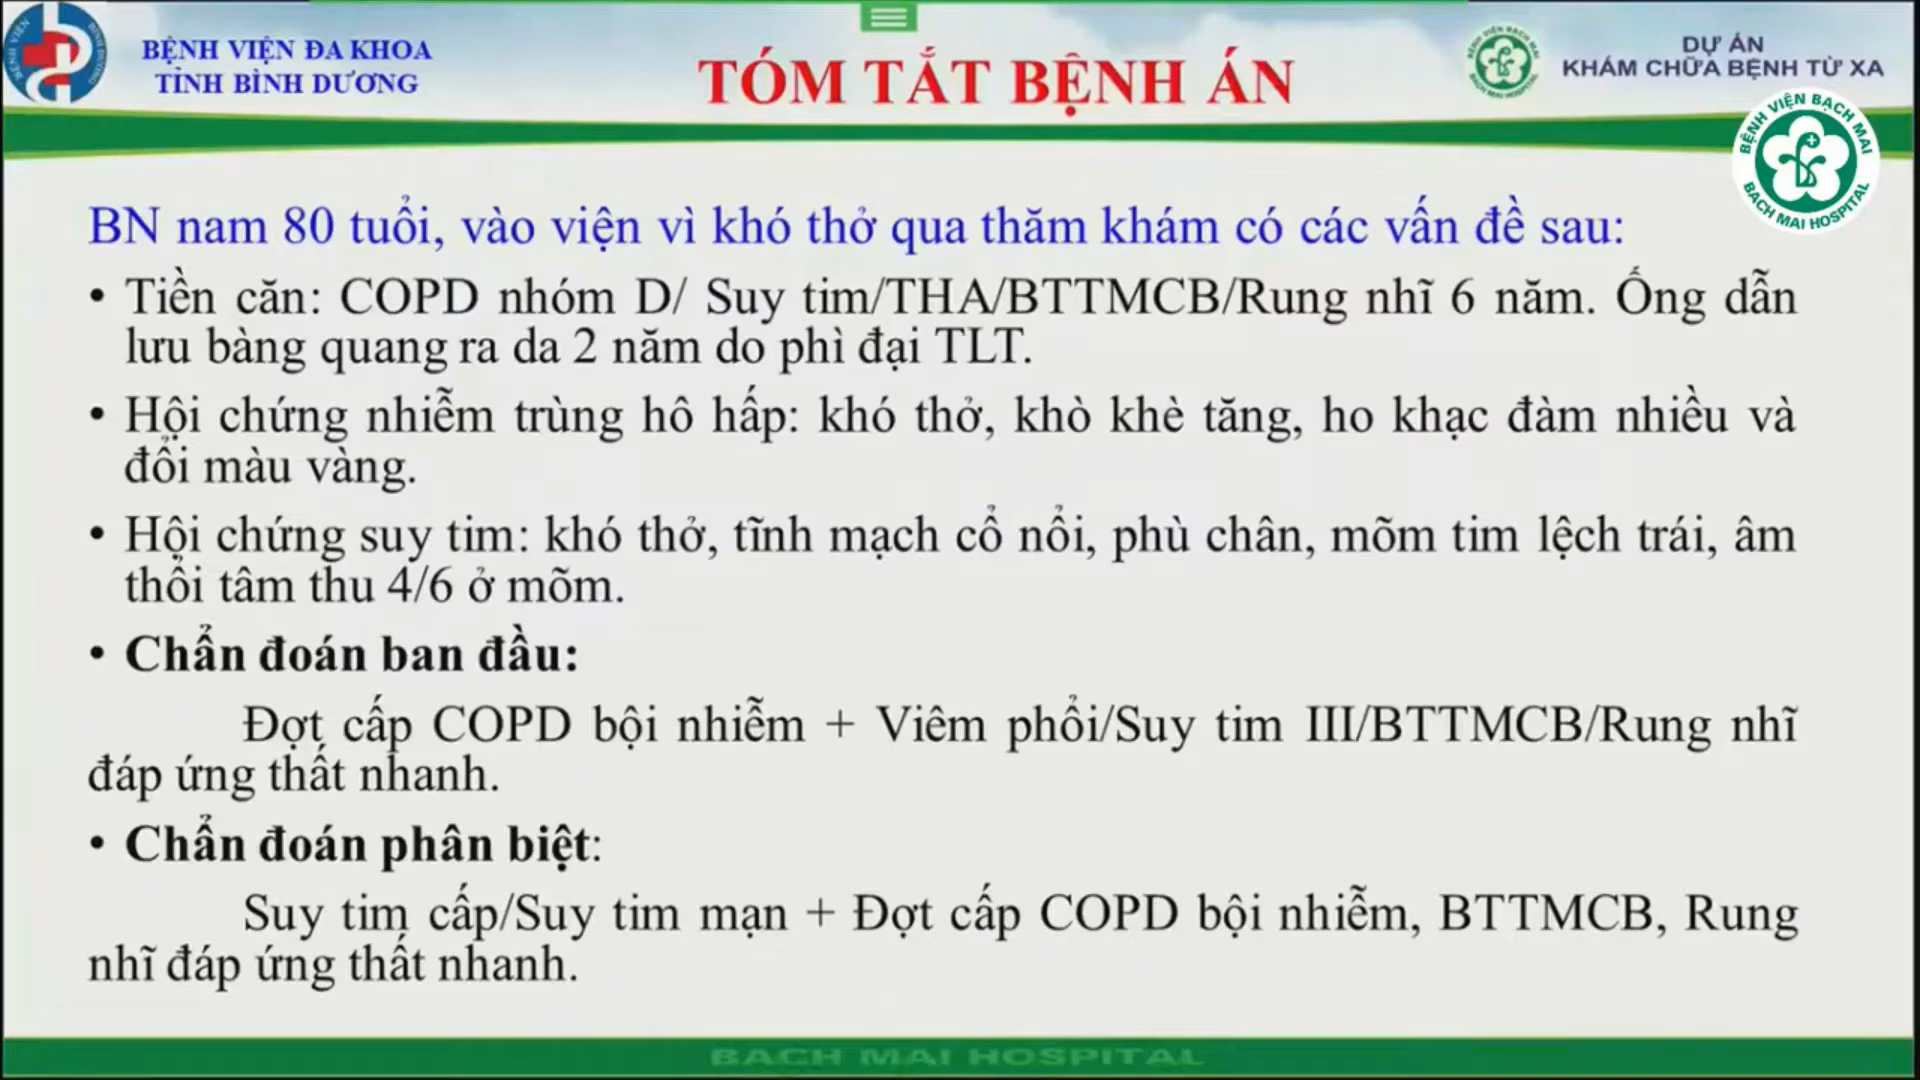 BỆNH VIỆN ĐA KHOA
TỈNH BÌNH DƯƠNG
TÓM TẮT BỆNH ÁN
DỰ ÁN
KHÁM CHỮA BỆNH TỪ XA
BỆNH VIỆN BẠCH MAI
BACH MAI HOSPITAL
BN nam 80 tuổi, vào viện vì khó thở qua thăm khám có các vấn đề sau:
• Tiền căn: COPD nhóm D/ Suy tim/THA/BTTMCB/Rung nhĩ 6 năm. Ống dẫn
lưu bàng quang ra da 2 năm do phì đại TLT.
• Hội chứng nhiễm trùng hô hấp: khó thở, khò khè tăng, ho khạc đàm nhiều và
đổi màu vàng.
• Hội chứng suy tim: khó thở, tĩnh mạch cổ nổi, phù chân, mõm tim lệch trái, âm
thổi tâm thu 4/6 ở mõm.
• Chẩn đoán ban đầu:
Đợt cấp COPD bội nhiễm + Viêm phổi/Suy tim III/BTTMCB/Rung nhĩ
đáp ứng thất nhanh.
• Chẩn đoán phân biệt:
Suy tim cấp/Suy tim mạn + Đợt cấp COPD bội nhiễm, BTTMCB, Rung
nhĩ đáp ứng thất nhanh.
BACH MAI HOSPITAL